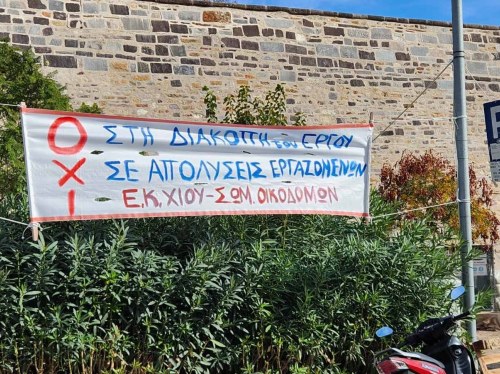 ΟΧΙ
ΣΤΗ ΔΙΑΚΟΠΗ ΤΟΥ ΕΡΓΟΥ
ΣΕ ΑΠΟΛΥΣΕΙΣ ΕΡΓΑΖΟΜΕΝΩΝ
Ε.Κ. ΧΙΟΥ-ΣΩΜ. ΟΙΚΟΔΟΜΩΝ